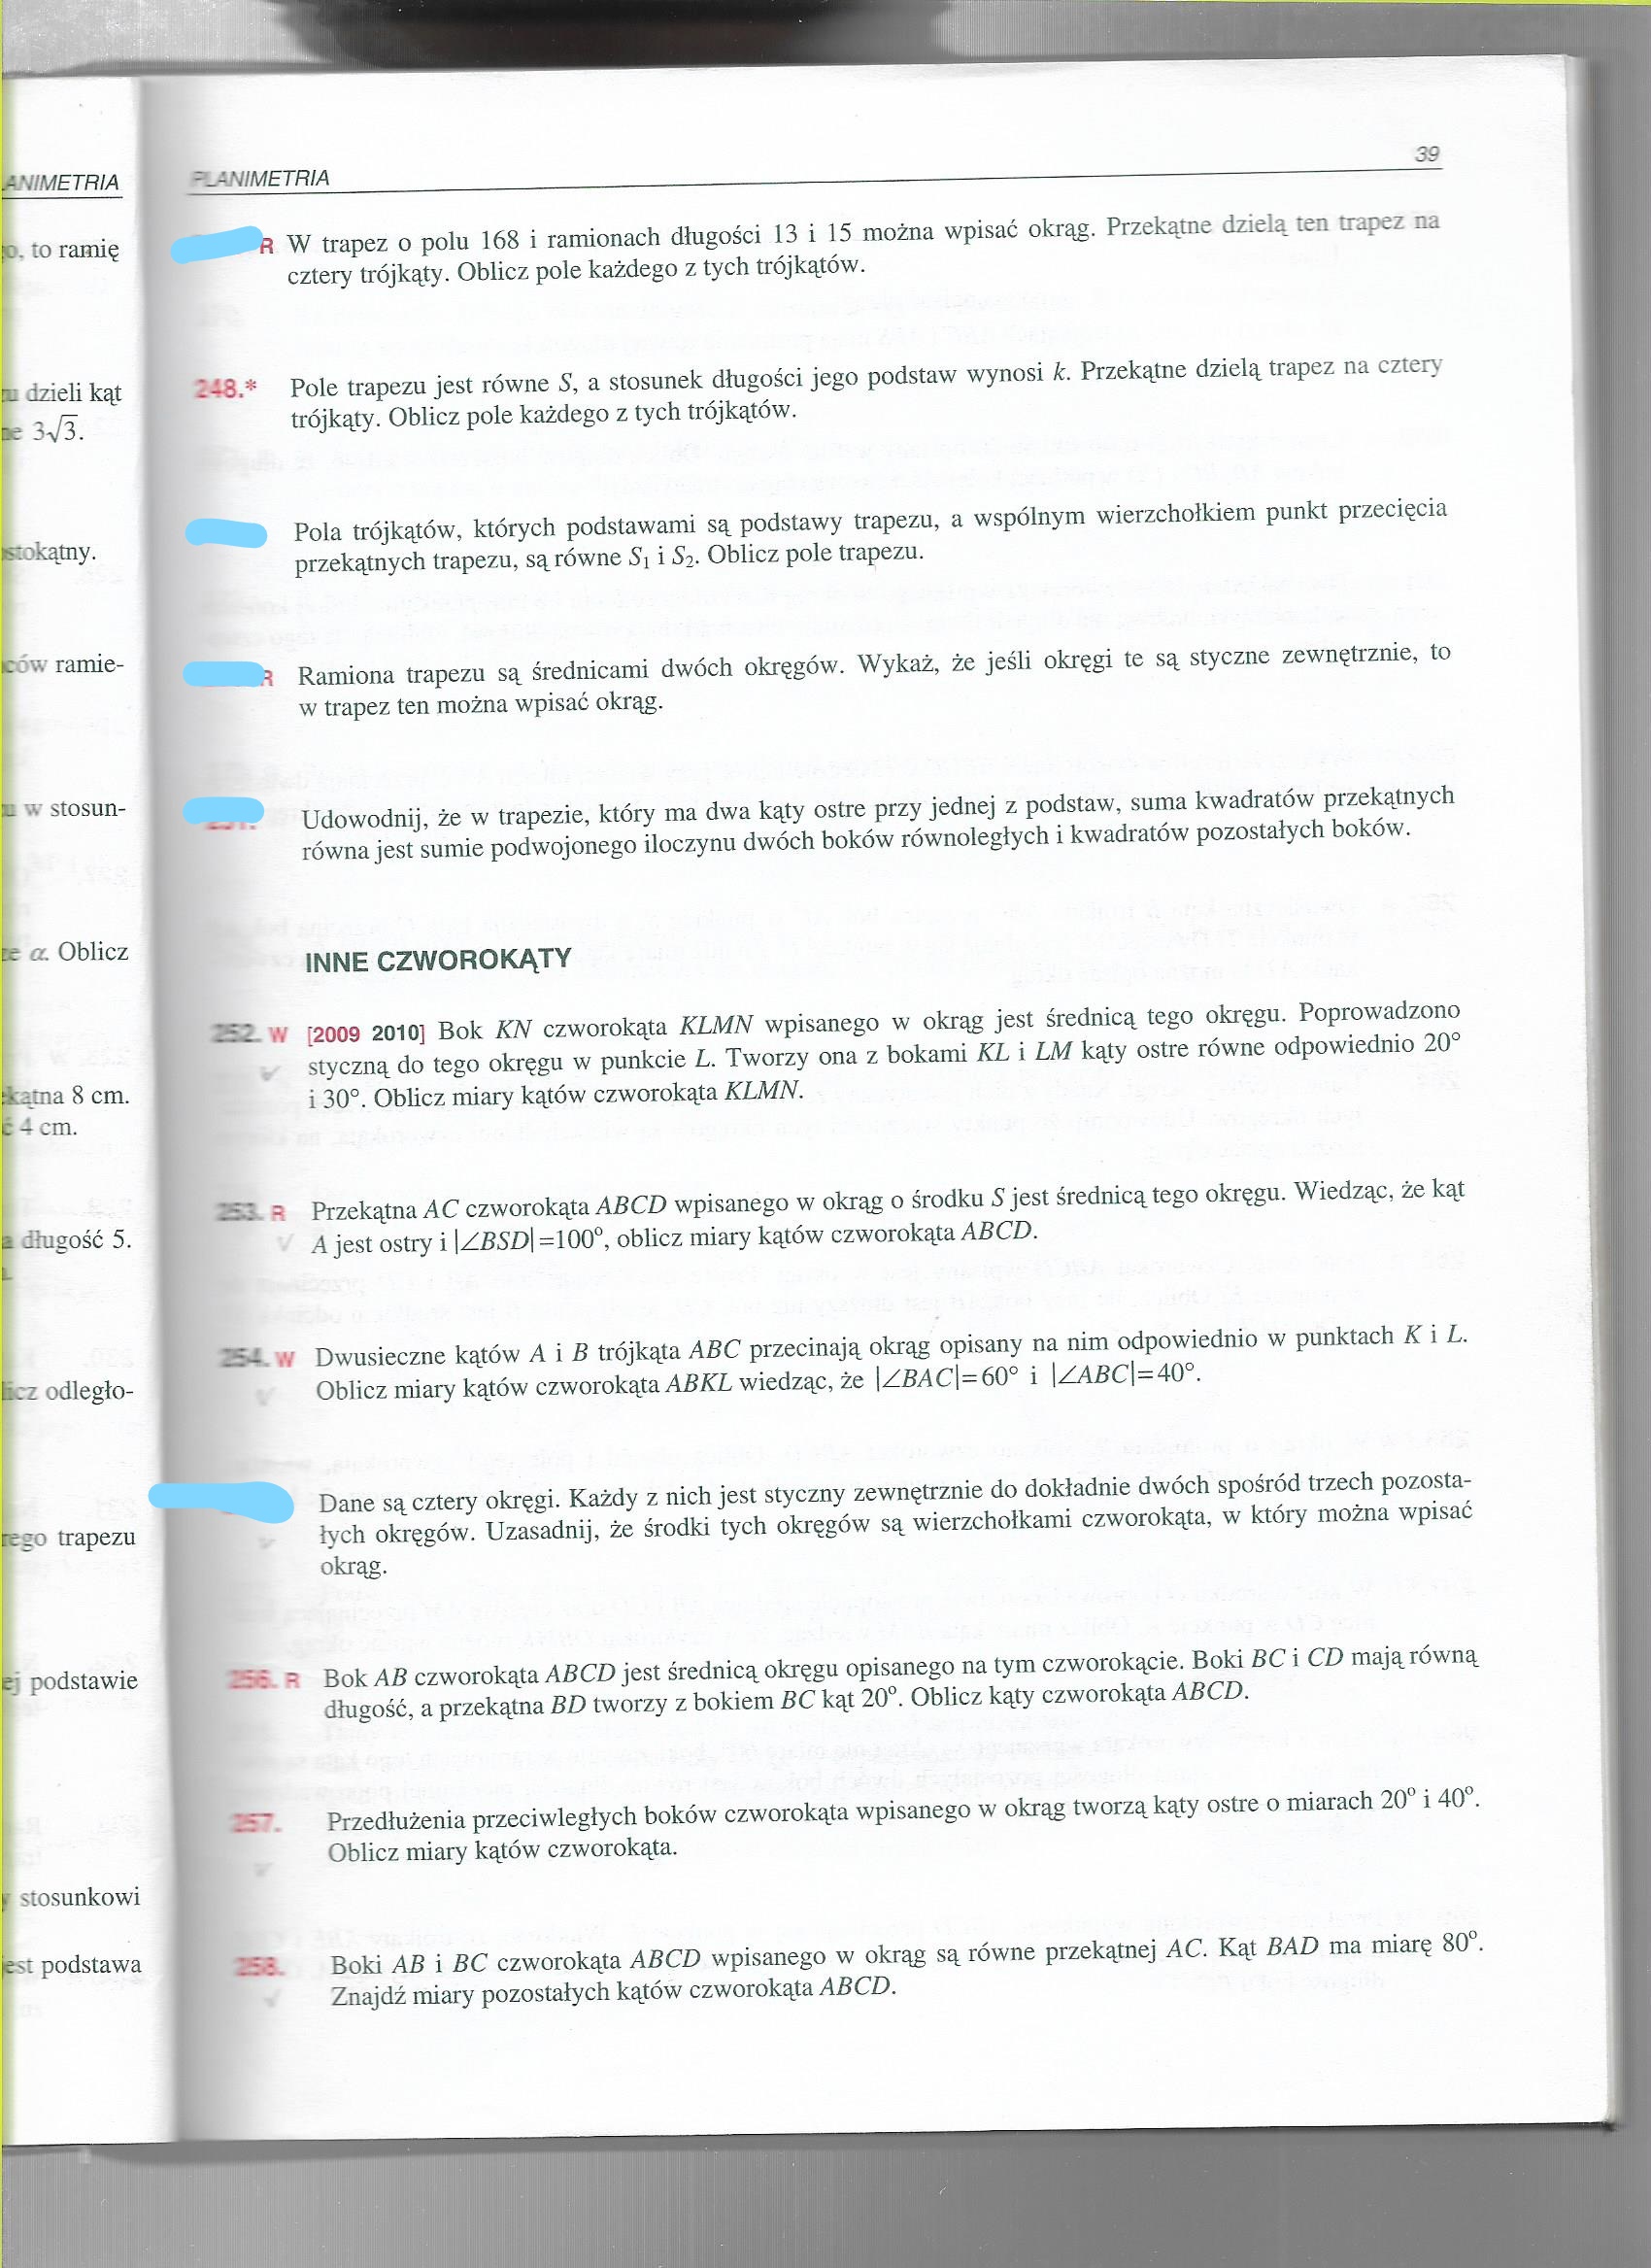 ANIMETRIA
to ramię
dzieli kąt
3√3.
stokątny.
ców ramie-
w stosun-
α. Oblicz
kątna 8 cm.
4 cm.
długość 5.
icz odległo-
rego trapezu
ej podstawie
stosunkowi
est podstawa
PLANIMETRIA 39
R W trapez o polu 168 i ramionach długości 13 i 15 można wpisać okrąg. Przekątne dzielą ten trapez na
cztery trójkąty. Oblicz pole każdego z tych trójkątów.
248.* Pole trapezu jest równe S, a stosunek długości jego podstaw wynosi k. Przekątne dzielą trapez na cztery
trójkąty. Oblicz pole każdego z tych trójkątów.
Pola trójkątów, których podstawami są podstawy trapezu, a wspólnym wierzchołkiem punkt przecięcia
przekątnych trapezu, są równe S₁ i S₂. Oblicz pole trapezu.
R Ramiona trapezu są średnicami dwóch okręgów. Wykaż, że jeśli okręgi te są styczne zewnętrznie, to
w trapez ten można wpisać okrąg.
Udowodnij, że w trapezie, który ma dwa kąty ostre przy jednej z podstaw, suma kwadratów przekątnych
równa jest sumie podwojonego iloczynu dwóch boków równoległych i kwadratów pozostałych boków.
INNE CZWOROKĄTY
252. W [2009 2010] Bok KN czworokąta KLMN wpisanego w okrąg jest średnicą tego okręgu. Poprowadzono
styczną do tego okręgu w punkcie L. Tworzy ona z bokami KL i LM kąty ostre równe odpowiednio 20°
i 30°. Oblicz miary kątów czworokąta KLMN.
253. R Przekątna AC czworokąta ABCD wpisanego w okrąg o środku S jest średnicą tego okręgu. Wiedząc, że kąt
A jest ostry i |∠BSD|=100°, oblicz miary kątów czworokąta ABCD.
254. W Dwusieczne kątów A i B trójkąta ABC przecinają okrąg opisany na nim odpowiednio w punktach K i L.
Oblicz miary kątów czworokąta ABKL wiedząc, że |∠BAC|=60° i |∠ABC|=40°.
Dane są cztery okręgi. Każdy z nich jest styczny zewnętrznie do dokładnie dwóch spośród trzech pozosta-
łych okręgów. Uzasadnij, że środki tych okręgów są wierzchołkami czworokąta, w który można wpisać
okrąg.
256. R Bok AB czworokąta ABCD jest średnicą okręgu opisanego na tym czworokącie. Boki BC i CD mają równą
długość, a przekątna BD tworzy z bokiem BC kąt 20°. Oblicz kąty czworokąta ABCD.
257. Przedłużenia przeciwległych boków czworokąta wpisanego w okrąg tworzą kąty ostre o miarach 20° i 40°.
Oblicz miary kątów czworokąta.
258. Boki AB i BC czworokąta ABCD wpisanego w okrąg są równe przekątnej AC. Kąt BAD ma miarę 80°.
Znajdź miary pozostałych kątów czworokąta ABCD.